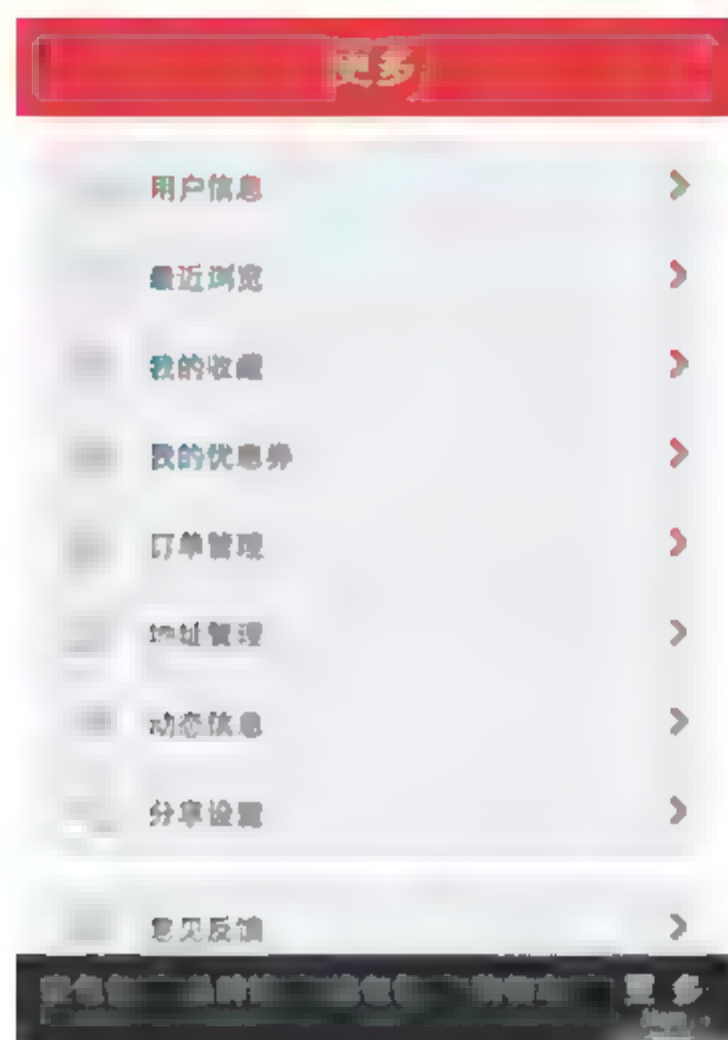 更多
用户信息
最近浏览
我的收藏
我的优惠券
订单管理
地址管理
动态信息
分享设置
意见反馈
更多